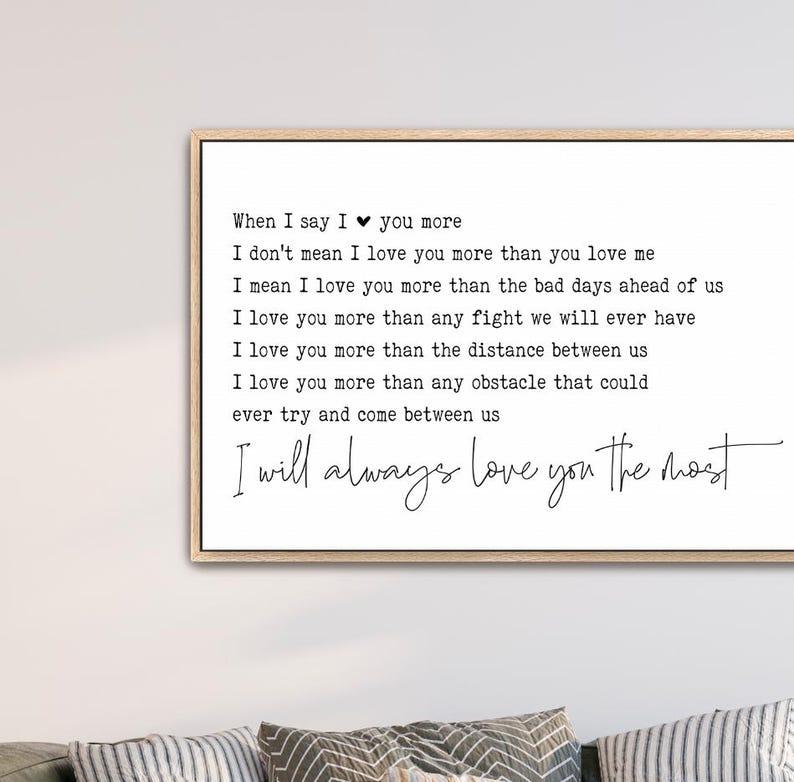 When I say I ♥ you more
I don't mean I love you more than you love me
I mean I love you more than the bad days ahead of us
I love you more than any fight we will ever have
I love you more than the distance between us
I love you more than any obstacle that could
ever try and come between us
I will always love you the most